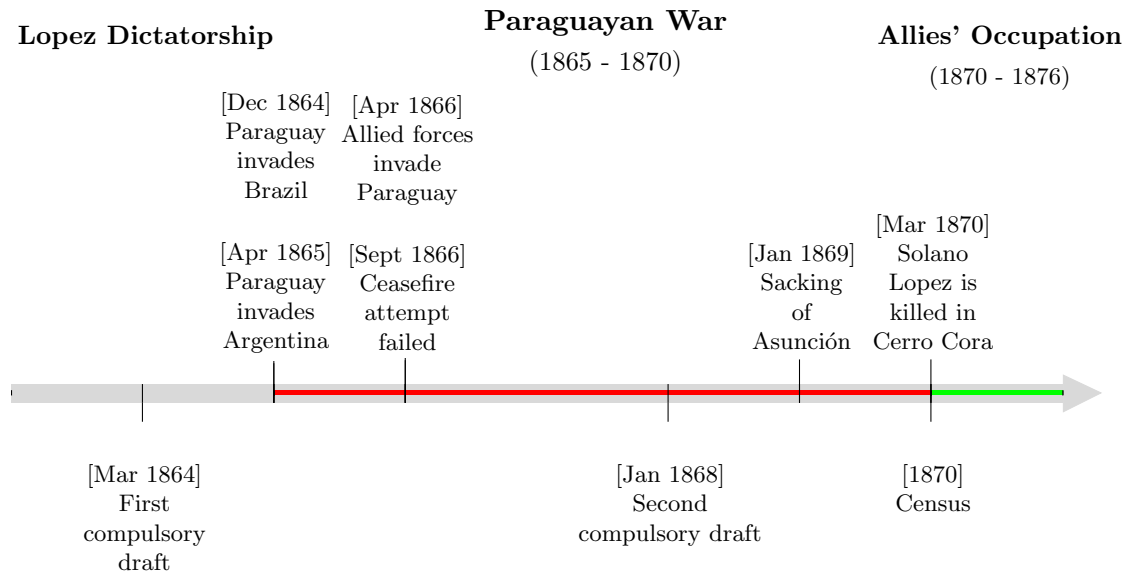 Lopez Dictatorship
Paraguayan War
(1865 - 1870)
Allies' Occupation
(1870 - 1876)
[Dec 1864]
Paraguay
invades
Brazil
[Apr 1866]
Allied forces
invade
Paraguay
[Apr 1865]
Paraguay
invades
Argentina
[Sept 1866]
Ceasefire
attempt
failed
[Jan 1869]
Sacking
of
Asunción
[Mar 1870]
Solano
Lopez is
killed in
Cerro Cora
[Mar 1864]
First
compulsory
draft
[Jan 1868]
Second
compulsory draft
[1870]
Census